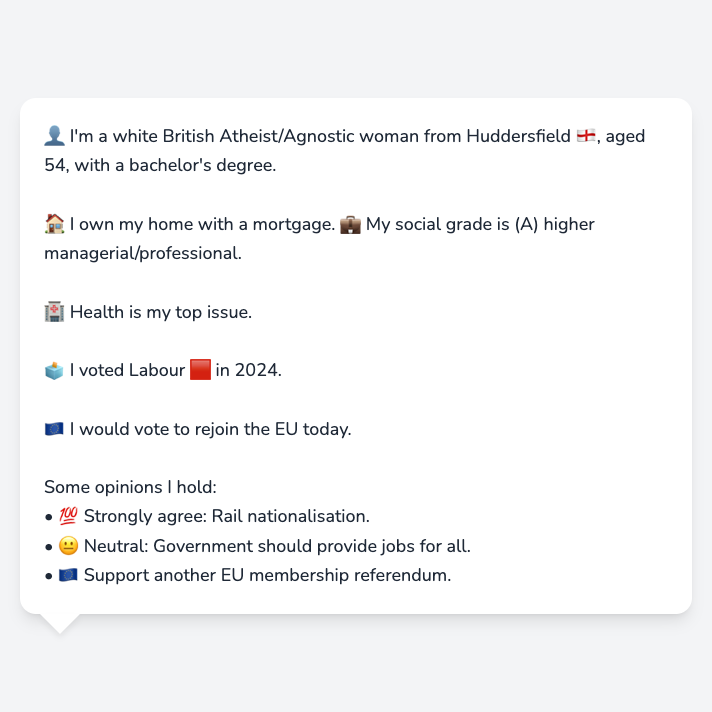 👤 I'm a white British Atheist/Agnostic woman from Huddersfield 🏴󠁧󠁢󠁥󠁮󠁧󠁿, aged
54, with a bachelor's degree.
🏠 I own my home with a mortgage. 💼 My social grade is (A) higher
managerial/professional.
🏥 Health is my top issue.
🗳️ I voted Labour 🟥 in 2024.
🇪🇺 I would vote to rejoin the EU today.
Some opinions I hold:
• 💯 Strongly agree: Rail nationalisation.
• 😐 Neutral: Government should provide jobs for all.
• 🇪🇺 Support another EU membership referendum.